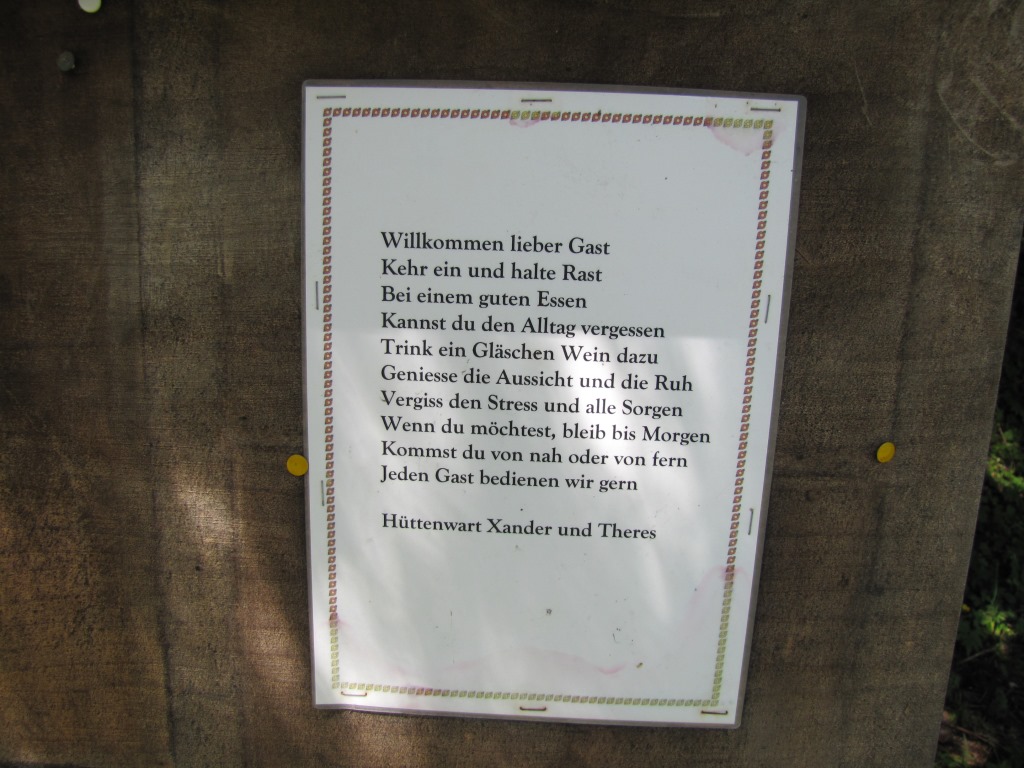 Willkommen lieber Gast
Kehr ein und halte Rast
Bei einem guten Essen
Kannst du den Alltag vergessen
Trink ein Gläschen Wein dazu
Geniesse die Aussicht und die Ruh
Vergiss den Stress und alle Sorgen
Wenn du möchtest, bleib bis Morgen
Kommst du von nah oder von fern
Jeden Gast bedienen wir gern
Hüttenwart Xander und Theres